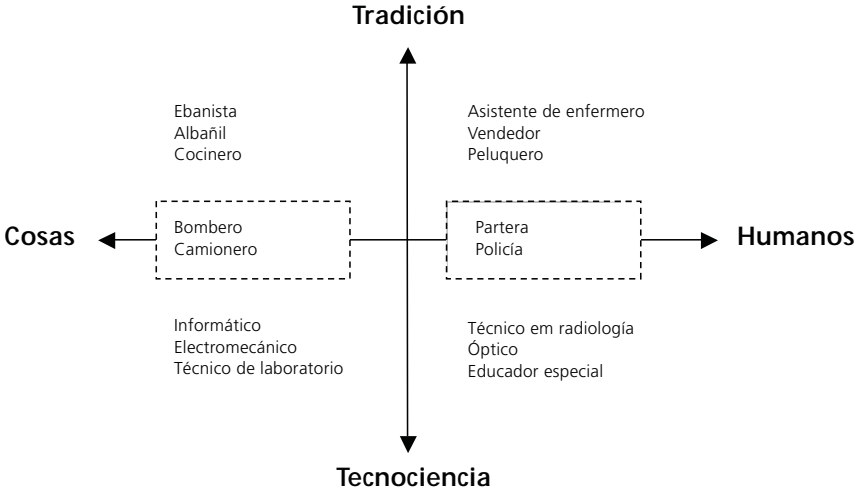 Tradición
Ebanista
Albañil
Cocinero
Asistente de enfermero
Vendedor
Peluquero
Cosas
Bombero
Camionero
Partera
Policía
Humanos
Informático
Electromecánico
Técnico de laboratorio
Técnico em radiología
Óptico
Educador especial
Tecnociencia